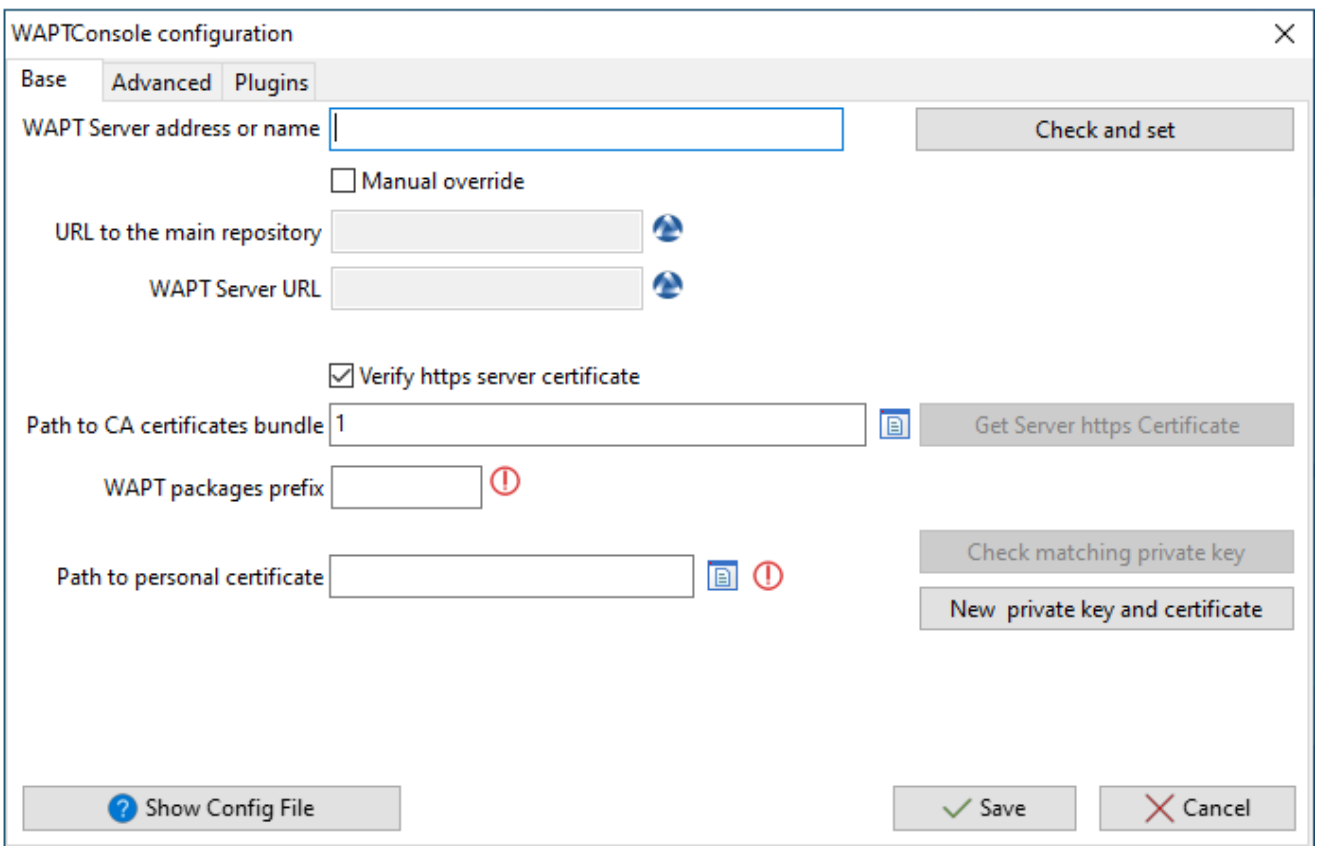 WAPTConsole configuration
Base Advanced Plugins
WAPT Server address or name Check and set
Manual override
URL to the main repository
WAPT Server URL
Verify https server certificate
Path to CA certificates bundle 1 Get Server https Certificate
WAPT packages prefix
Check matching private key
Path to personal certificate
New private key and certificate
Show Config File Save Cancel